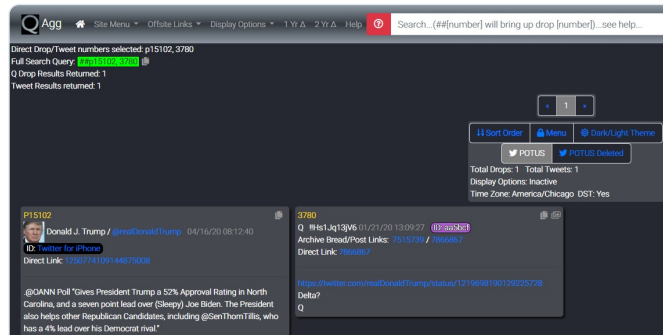 Q Agg Site Menu Offsite Links Display Options 1 Yr Δ 2 Yr Δ Help ? Search...(##[number] will bring up drop [number])...see help...
Direct Drop/Tweet numbers selected: p15102, 3780
Full Search Query: ##p15102, 3780
Q Drop Results Returned: 1
Tweet Results returned: 1
« 1 »
Sort Order Menu Dark/Light Theme
POTUS POTUS Deleted
Total Drops: 1 Total Tweets: 1
Display Options: Inactive
Time Zone: America/Chicago DST: Yes
P15102
Donald J. Trump / @realDonaldTrump 04/16/20 08:12:40
ID: Twitter for iPhone
Direct Link: 1250774109144875008
.@OANN Poll "Gives President Trump a 52% Approval Rating in North
Carolina, and a seven point lead over (Sleepy) Joe Biden. The President
also helps other Republican Candidates, including @SenThomTillis, who
has a 4% lead over his Democrat rival."
3780
Q !!Hs1Jq13jV6 01/21/20 13:09:27 ID: aa5bcf
Archive Bread/Post Links: 7515739 / 7866867
Direct Link: 7866867
https://twitter.com/realDonaldTrump/status/1219698190129225728
Delta?
Q